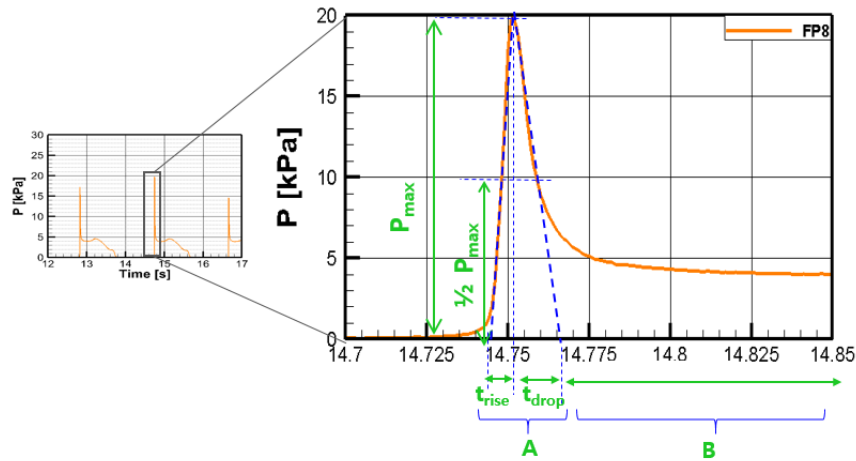 P [kPa]
30
25
20
15
10
5
0
12 13 14 15 16 17
Time [s]
P [kPa]
20
15
10
5
0
FP8
Pmax
½ Pmax
14.7 14.725 14.75 14.775 14.8 14.825 14.85
trise tdrop
A B